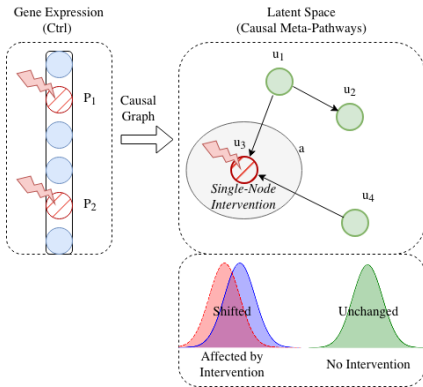 Gene Expression
(Ctrl)
P1
P2
Causal
Graph
Latent Space
(Causal Meta-Pathways)
u1
u2
u3
a
Single-Node
Intervention
u4
Shifted
Unchanged
Affected by
Intervention
No Intervention